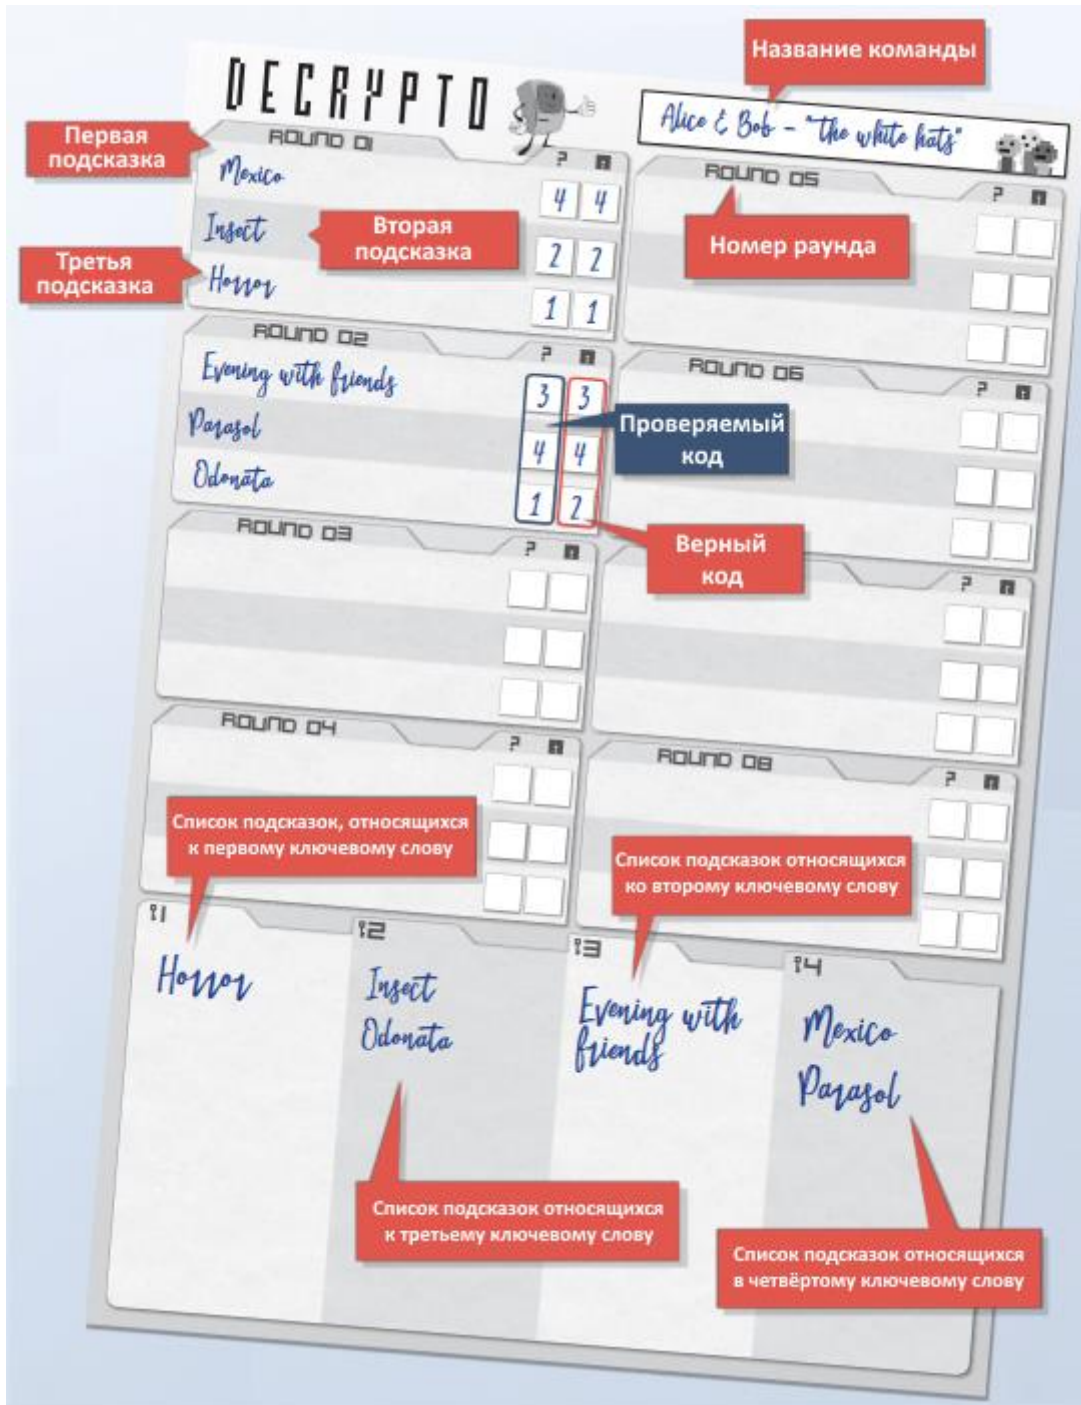 DECRYPTO
Название команды
Alice & Bob - "the white hats"
Первая
подсказка
ROUND 01
? 
Mexico
4 4
Insect
2 2
Вторая
подсказка
Третья
подсказка
Horror
1 1
ROUND 02
?
Evening with friends
3 3
Parasol
4 4
Odonata
1 2
Проверяемый
код
Верный
код
ROUND 03
?
ROUND 04
?
ROUND 05
?
Номер раунда
ROUND 06
?
?
ROUND 08
?
Список подсказок, относящихся
к первому ключевому слову
Список подсказок относящихся
ко второму ключевому слову
1
Horror
2
Insect
Odonata
3
Evening with
friends
4
Mexico
Parasol
Список подсказок относящихся
к третьему ключевому слову
Список подсказок относящихся
в четвёртому ключевому слову